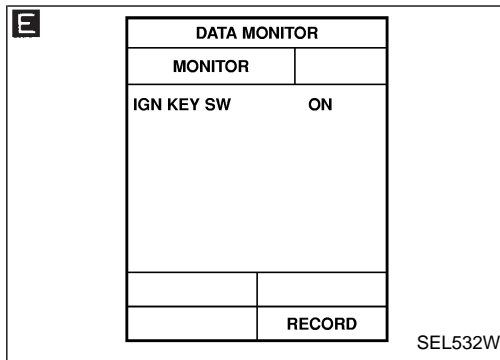 E
DATA MONITOR
MONITOR
IGN KEY SW ON
RECORD
SEL532W